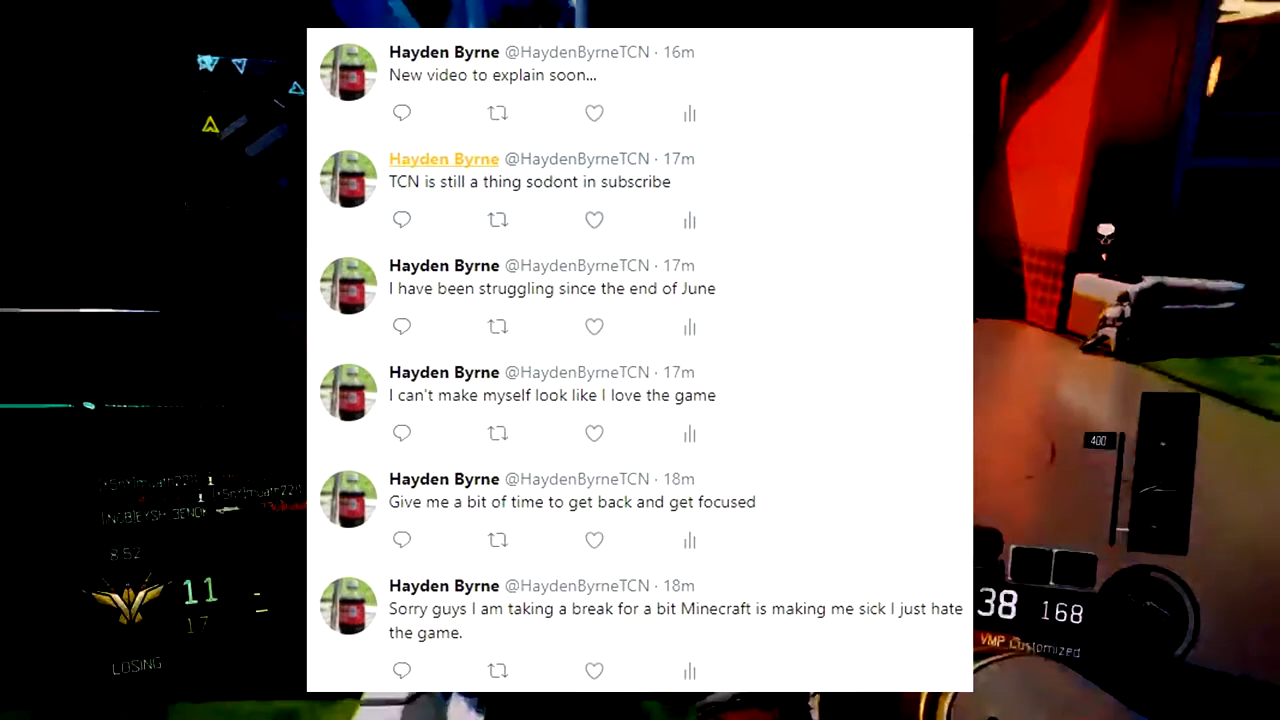 Hayden Byrne @HaydenByrneTCN · 16m
New video to explain soon...
Hayden Byrne @HaydenByrneTCN · 17m
TCN is still a thing sodont in subscribe
Hayden Byrne @HaydenByrneTCN · 17m
I have been struggling since the end of June
Hayden Byrne @HaydenByrneTCN · 17m
I can't make myself look like I love the game
Hayden Byrne @HaydenByrneTCN · 18m
Give me a bit of time to get back and get focused
Hayden Byrne @HaydenByrneTCN · 18m
Sorry guys I am taking a break for a bit Minecraft is making me sick I just hate
the game.
8:52
11
17
LOSING
400
38 168
VMP Customized